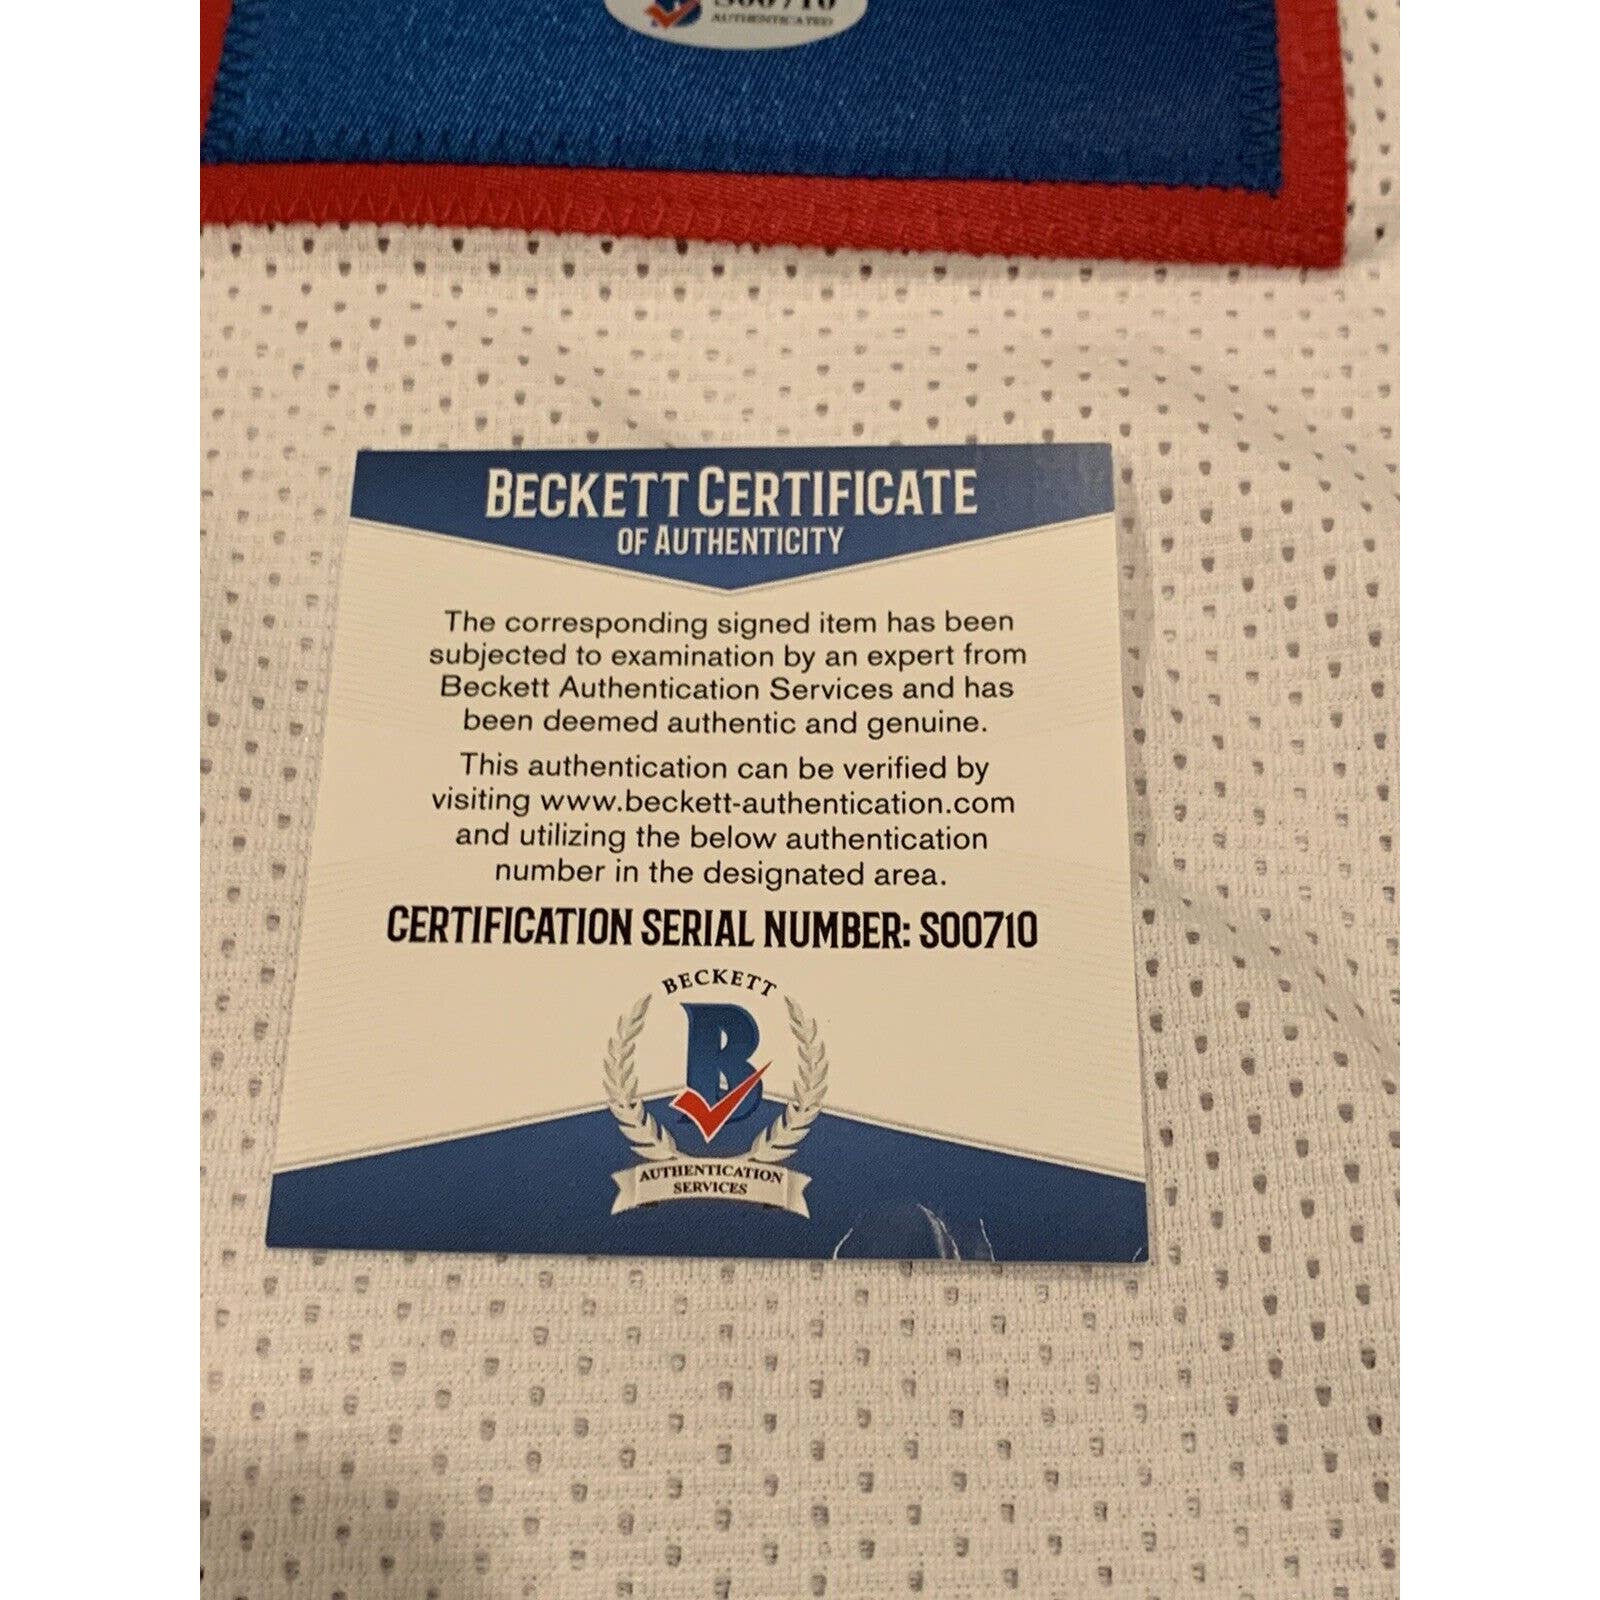 AUTHENTICATED
BECKETT CERTIFICATE
OF AUTHENTICITY
The corresponding signed item has been
subjected to examination by an expert from
Beckett Authentication Services and has
been deemed authentic and genuine.
This authentication can be verified by
visiting www.beckett-authentication.com
and utilizing the below authentication
number in the designated area.
CERTIFICATION SERIAL NUMBER: S00710
BECKETT
B
AUTHENTICATION
SERVICES